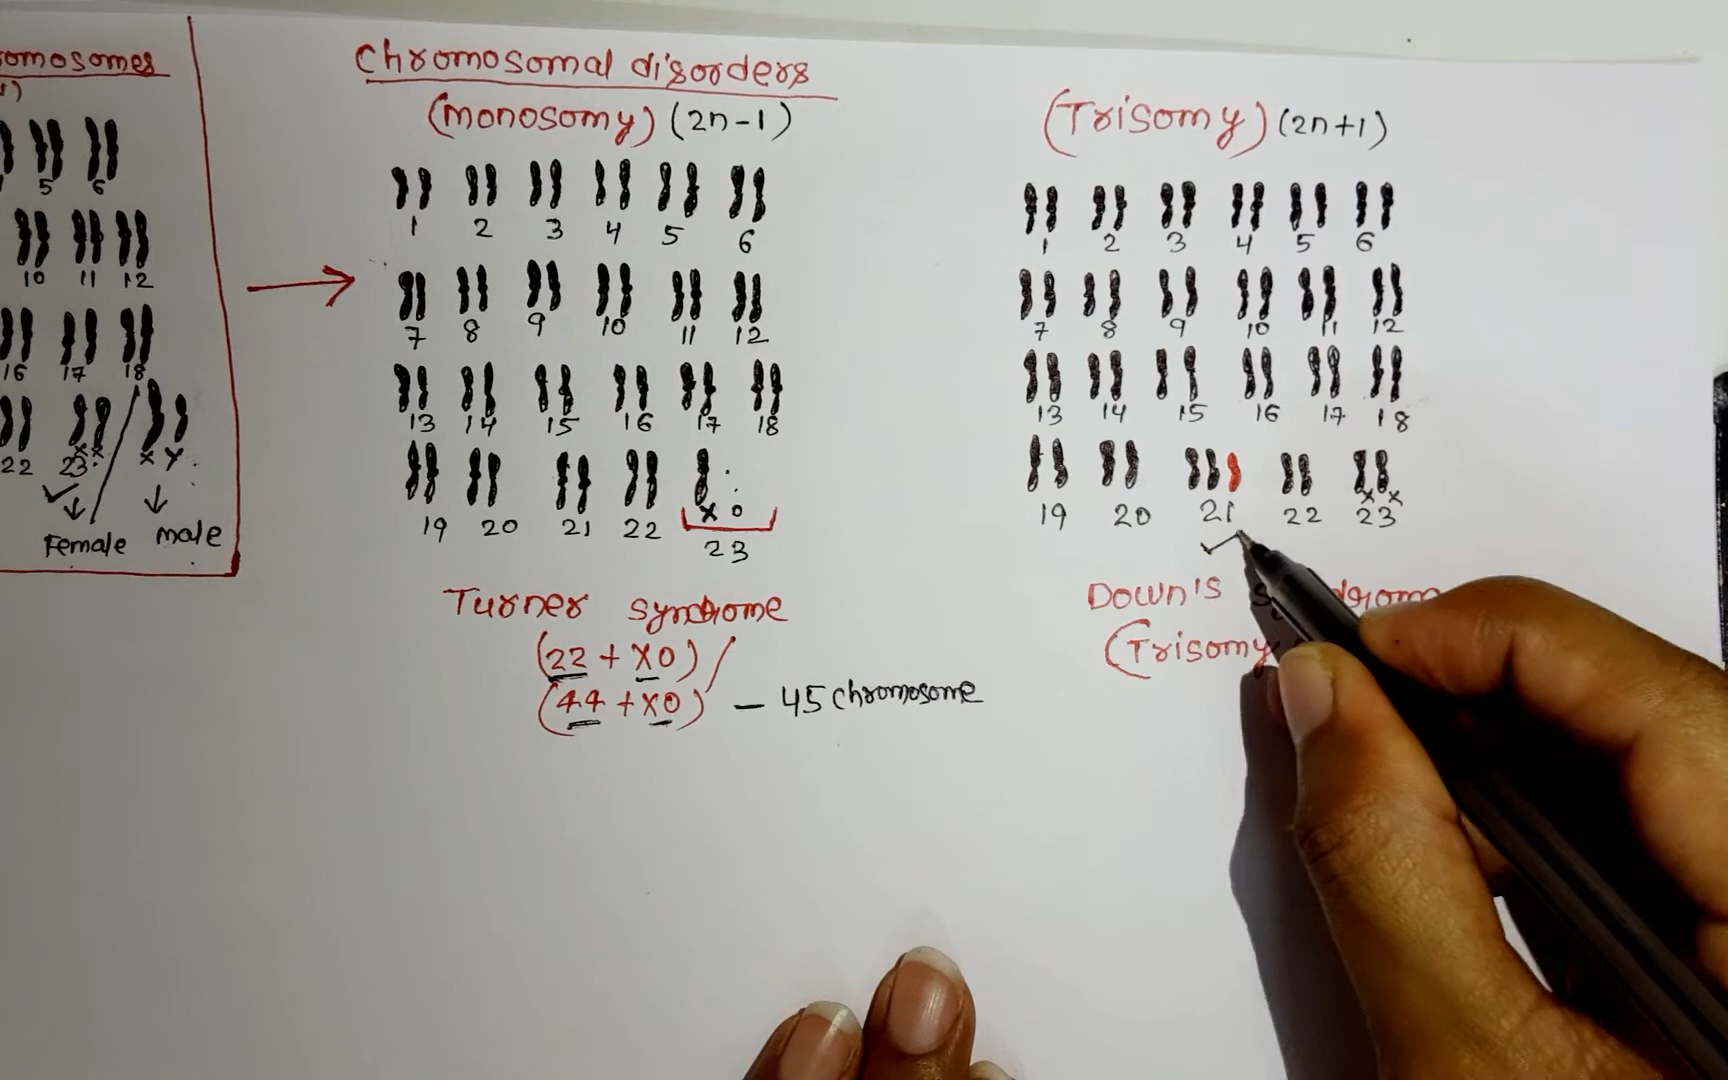 omosomes
5 6
10 11 12
16 17 18
22 23
x x
x y
Female male
Chromosomal disorders
(monosomy) (2n-1)
1 2 3 4 5 6
7 8 9 10 11 12
13 14 15 16 17 18
19 20 21 22
x o
23
Turner syndrome
(22 + XO) /
(44 + XO) — 45 chromosome
(Trisomy) (2n+1)
1 2 3 4 5 6
7 8 9 10 11 12
13 14 15 16 17 18
x x
19 20 21 22 23
Down's
(Trisomy